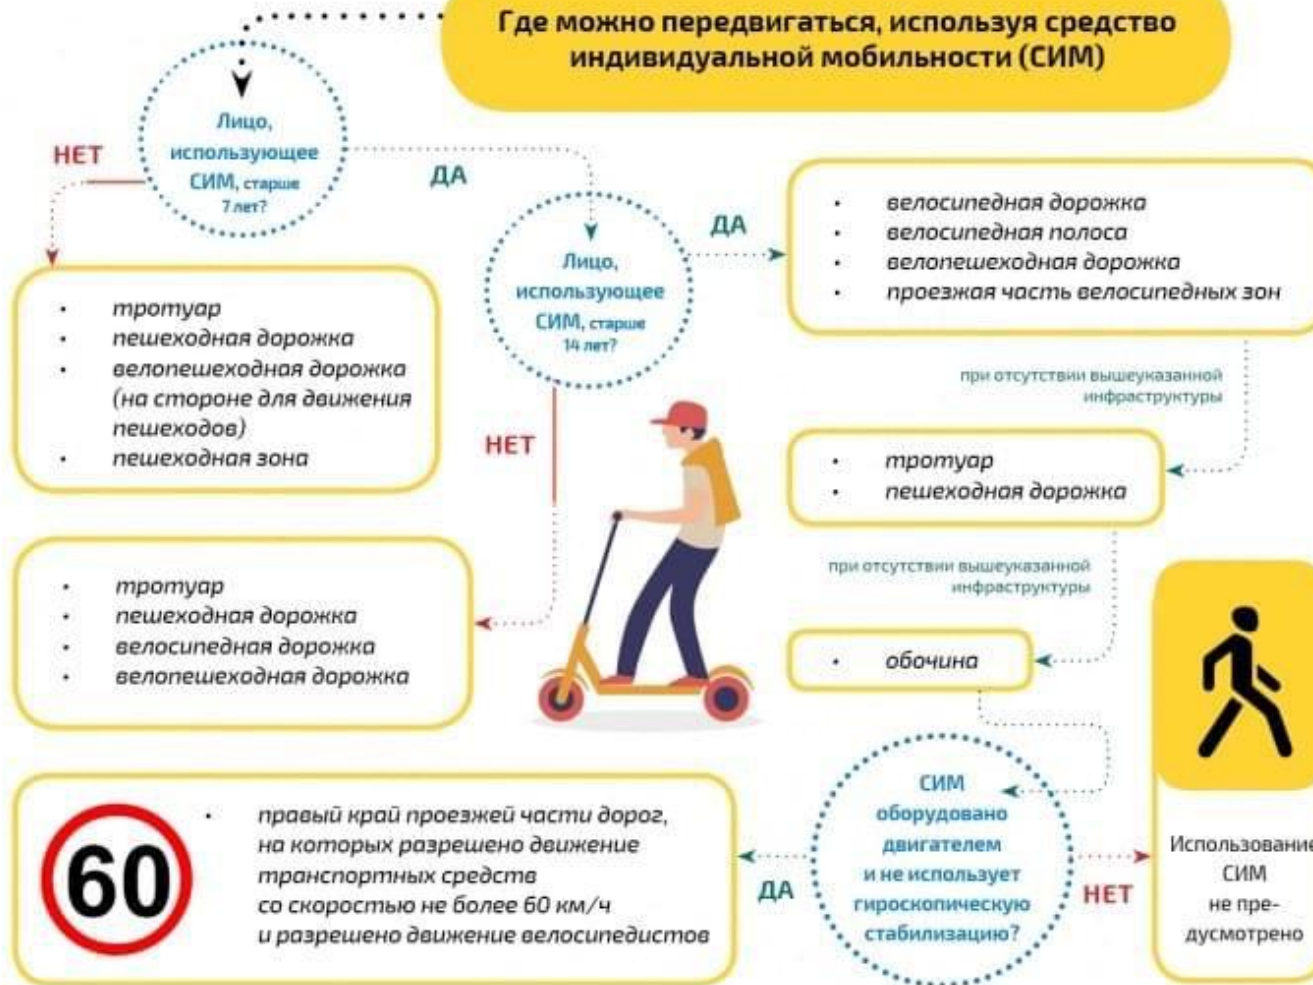 Где можно передвигаться, используя средство
индивидуальной мобильности (СИМ)
Лицо,
использующее
СИМ, старше
7 лет?
НЕТ
ДА
• тротуар
• пешеходная дорожка
• велопешеходная дорожка
(на стороне для движения
пешеходов)
• пешеходная зона
Лицо,
использующее
СИМ, старше
14 лет?
ДА
НЕТ
• велосипедная дорожка
• велосипедная полоса
• велопешеходная дорожка
• проезжая часть велосипедных зон
при отсутствии вышеуказанной
инфраструктуры
• тротуар
• пешеходная дорожка
при отсутствии вышеуказанной
инфраструктуры
• обочина
• тротуар
• пешеходная дорожка
• велосипедная дорожка
• велопешеходная дорожка
СИМ
оборудовано
двигателем
и не использует
гироскопическую
стабилизацию?
ДА
НЕТ
60
• правый край проезжей части дорог,
на которых разрешено движение
транспортных средств
со скоростью не более 60 км/ч
и разрешено движение велосипедистов
Использование
СИМ
не пре-
дусмотрено